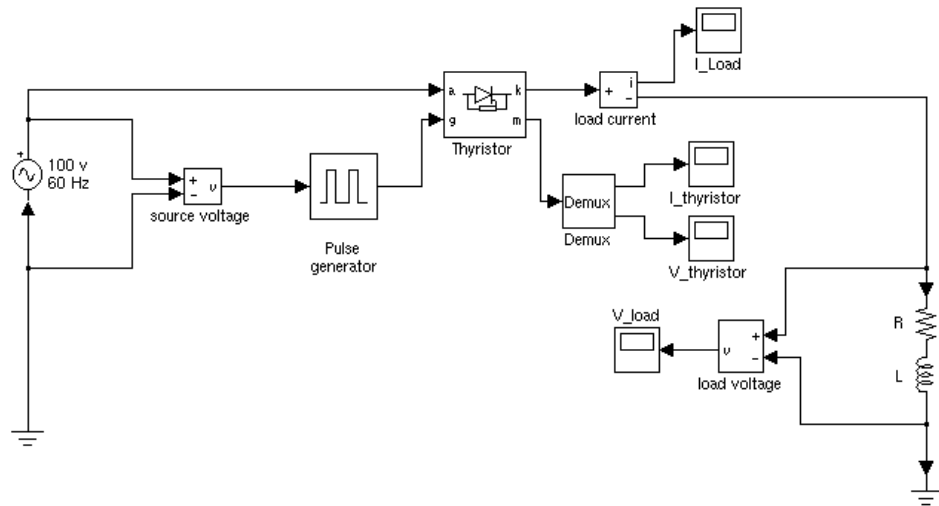 I_Load
a
k
g
m
Thyristor
+
i
−
load current
+
100 v
60 Hz
+
−
v
source voltage
Pulse
generator
Demux
Demux
I_thyristor
V_thyristor
V_load
v
+
−
load voltage
R
L